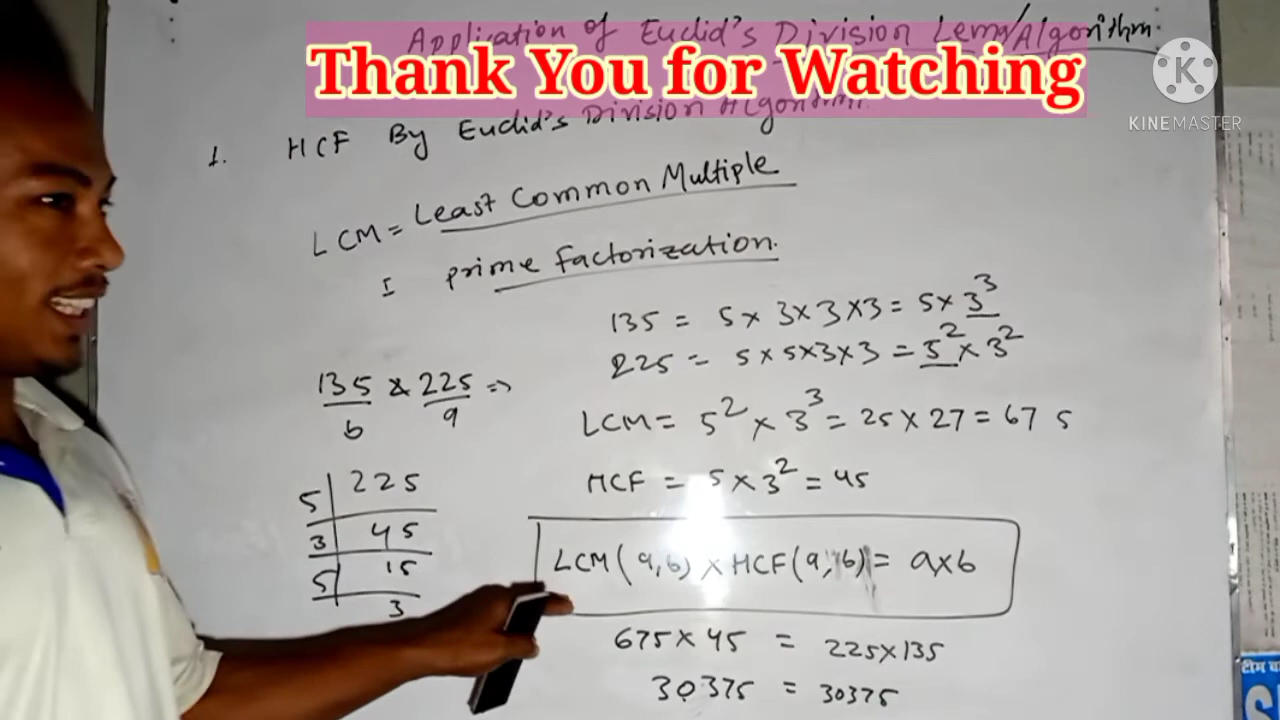 Application of Euclid's Division Lema/Algorithm.
Thank You for Watching
KINEMASTER
1. HCF By Euclid's Division Algorithm.
LCM = Least Common Multiple
I prime factorization.
135 = 5 x 3 x 3 x 3 = 5 x 3³
225 = 5 x 5 x 3 x 3 = 5² x 3²
135 & 225 =>
b a
LCM = 5² x 3³ = 25 x 27 = 675
HCF = 5 x 3² = 45
5 | 225
3 | 45
5 | 15
3
LCM(a,b) x HCF(a,b) = a x b
675 x 45 = 225 x 135
30375 = 30375